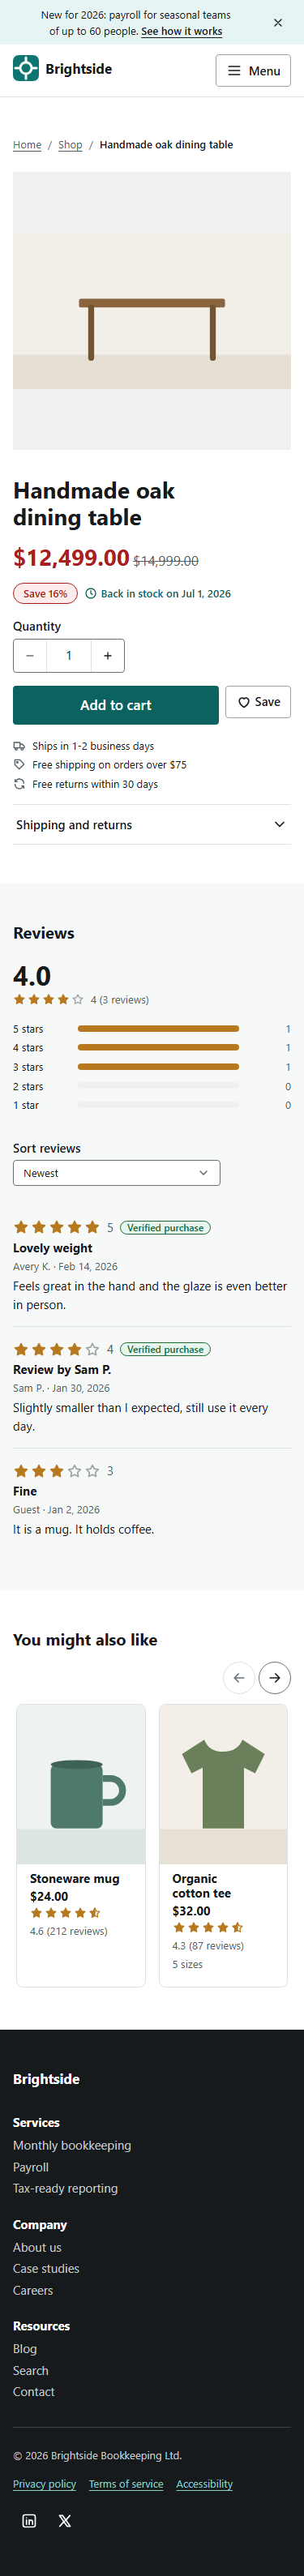 New for 2026: payroll for seasonal teams
of up to 60 people. See how it works
Brightside
Menu
Home / Shop / Handmade oak dining table
Handmade oak
dining table
$12,499.00 $14,999.00
Save 16% Back in stock on Jul 1, 2026
Quantity
1
Add to cart
Save
Ships in 1-2 business days
Free shipping on orders over $75
Free returns within 30 days
Shipping and returns
Reviews
4.0
4 (3 reviews)
5 stars 1
4 stars 1
3 stars 1
2 stars 0
1 star 0
Sort reviews
Newest
5 Verified purchase
Lovely weight
Avery K. · Feb 14, 2026
Feels great in the hand and the glaze is even better
in person.
4 Verified purchase
Review by Sam P.
Sam P. · Jan 30, 2026
Slightly smaller than I expected, still use it every
day.
3
Fine
Guest · Jan 2, 2026
It is a mug. It holds coffee.
You might also like
Stoneware mug
$24.00
4.6 (212 reviews)
Organic
cotton tee
$32.00
4.3 (87 reviews)
5 sizes
Brightside
Services
Monthly bookkeeping
Payroll
Tax-ready reporting
Company
About us
Case studies
Careers
Resources
Blog
Search
Contact
© 2026 Brightside Bookkeeping Ltd.
Privacy policy Terms of service Accessibility